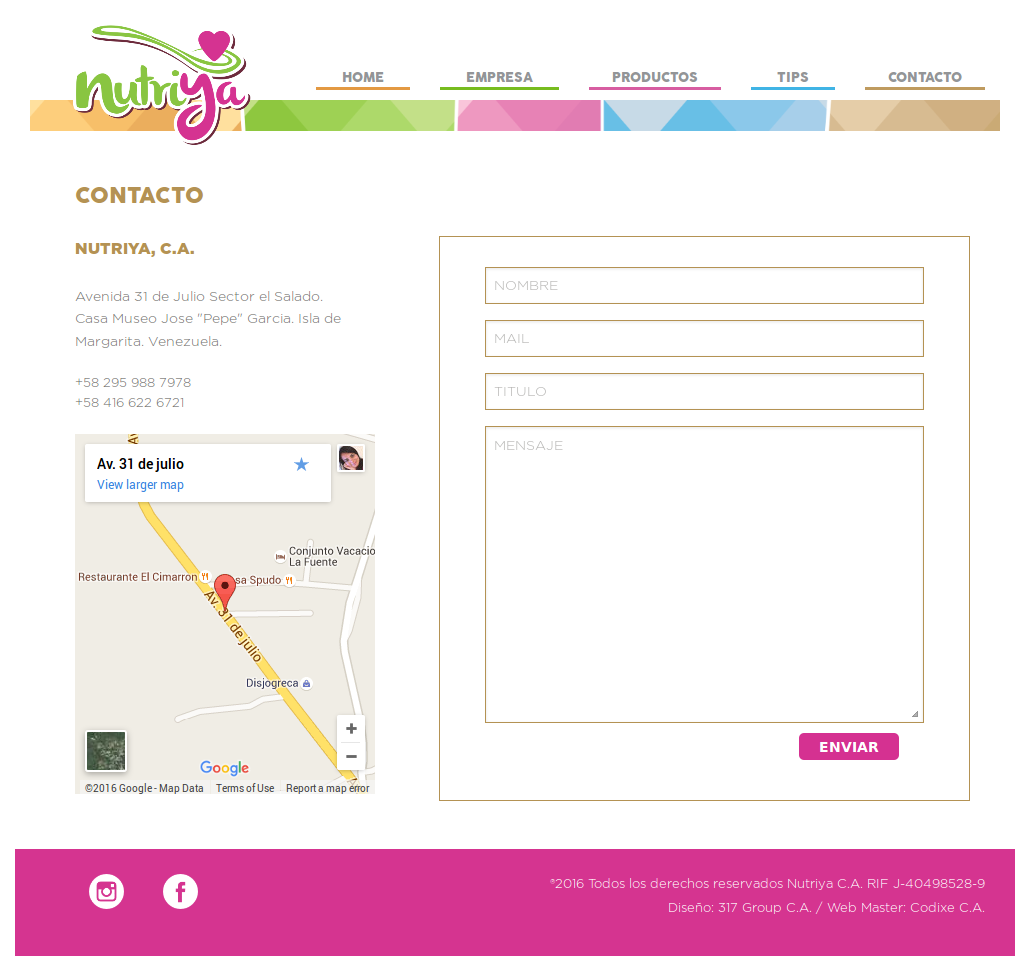 nutriya
HOME
EMPRESA
PRODUCTOS
TIPS
CONTACTO
CONTACTO
NUTRIYA, C.A.
Avenida 31 de Julio Sector el Salado.
Casa Museo Jose "Pepe" Garcia. Isla de
Margarita. Venezuela.
+58 295 988 7978
+58 416 622 6721
Av. 31 de julio
View larger map
Conjunto Vacacio
La Fuente
Restaurante El Cimarron
sa Spudo
Av. 31 de julio
Disjogreca
Google
©2016 Google - Map Data
Terms of Use
Report a map error
NOMBRE
MAIL
TITULO
MENSAJE
ENVIAR
®2016 Todos los derechos reservados Nutriya C.A. RIF J-40498528-9
Diseño: 317 Group C.A. / Web Master: Codixe C.A.